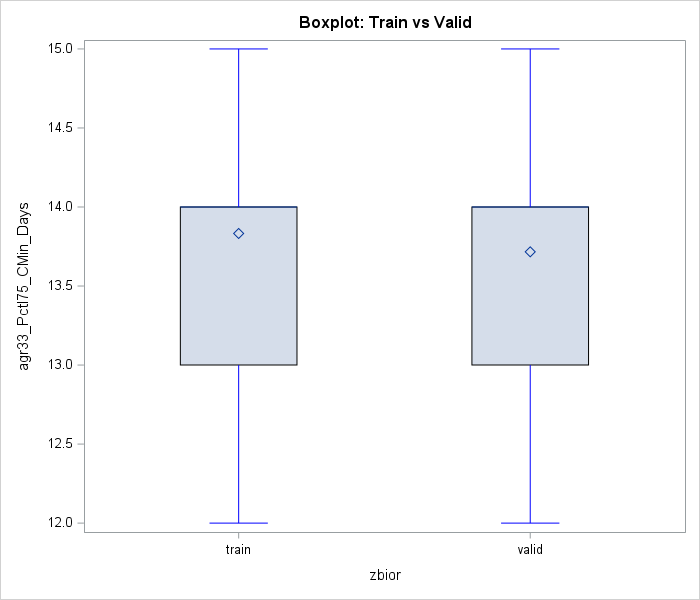 Boxplot: Train vs Valid
15.0
14.5
14.0
13.5
13.0
12.5
12.0
agr33_Pctl75_CMin_Days
train
valid
zbior